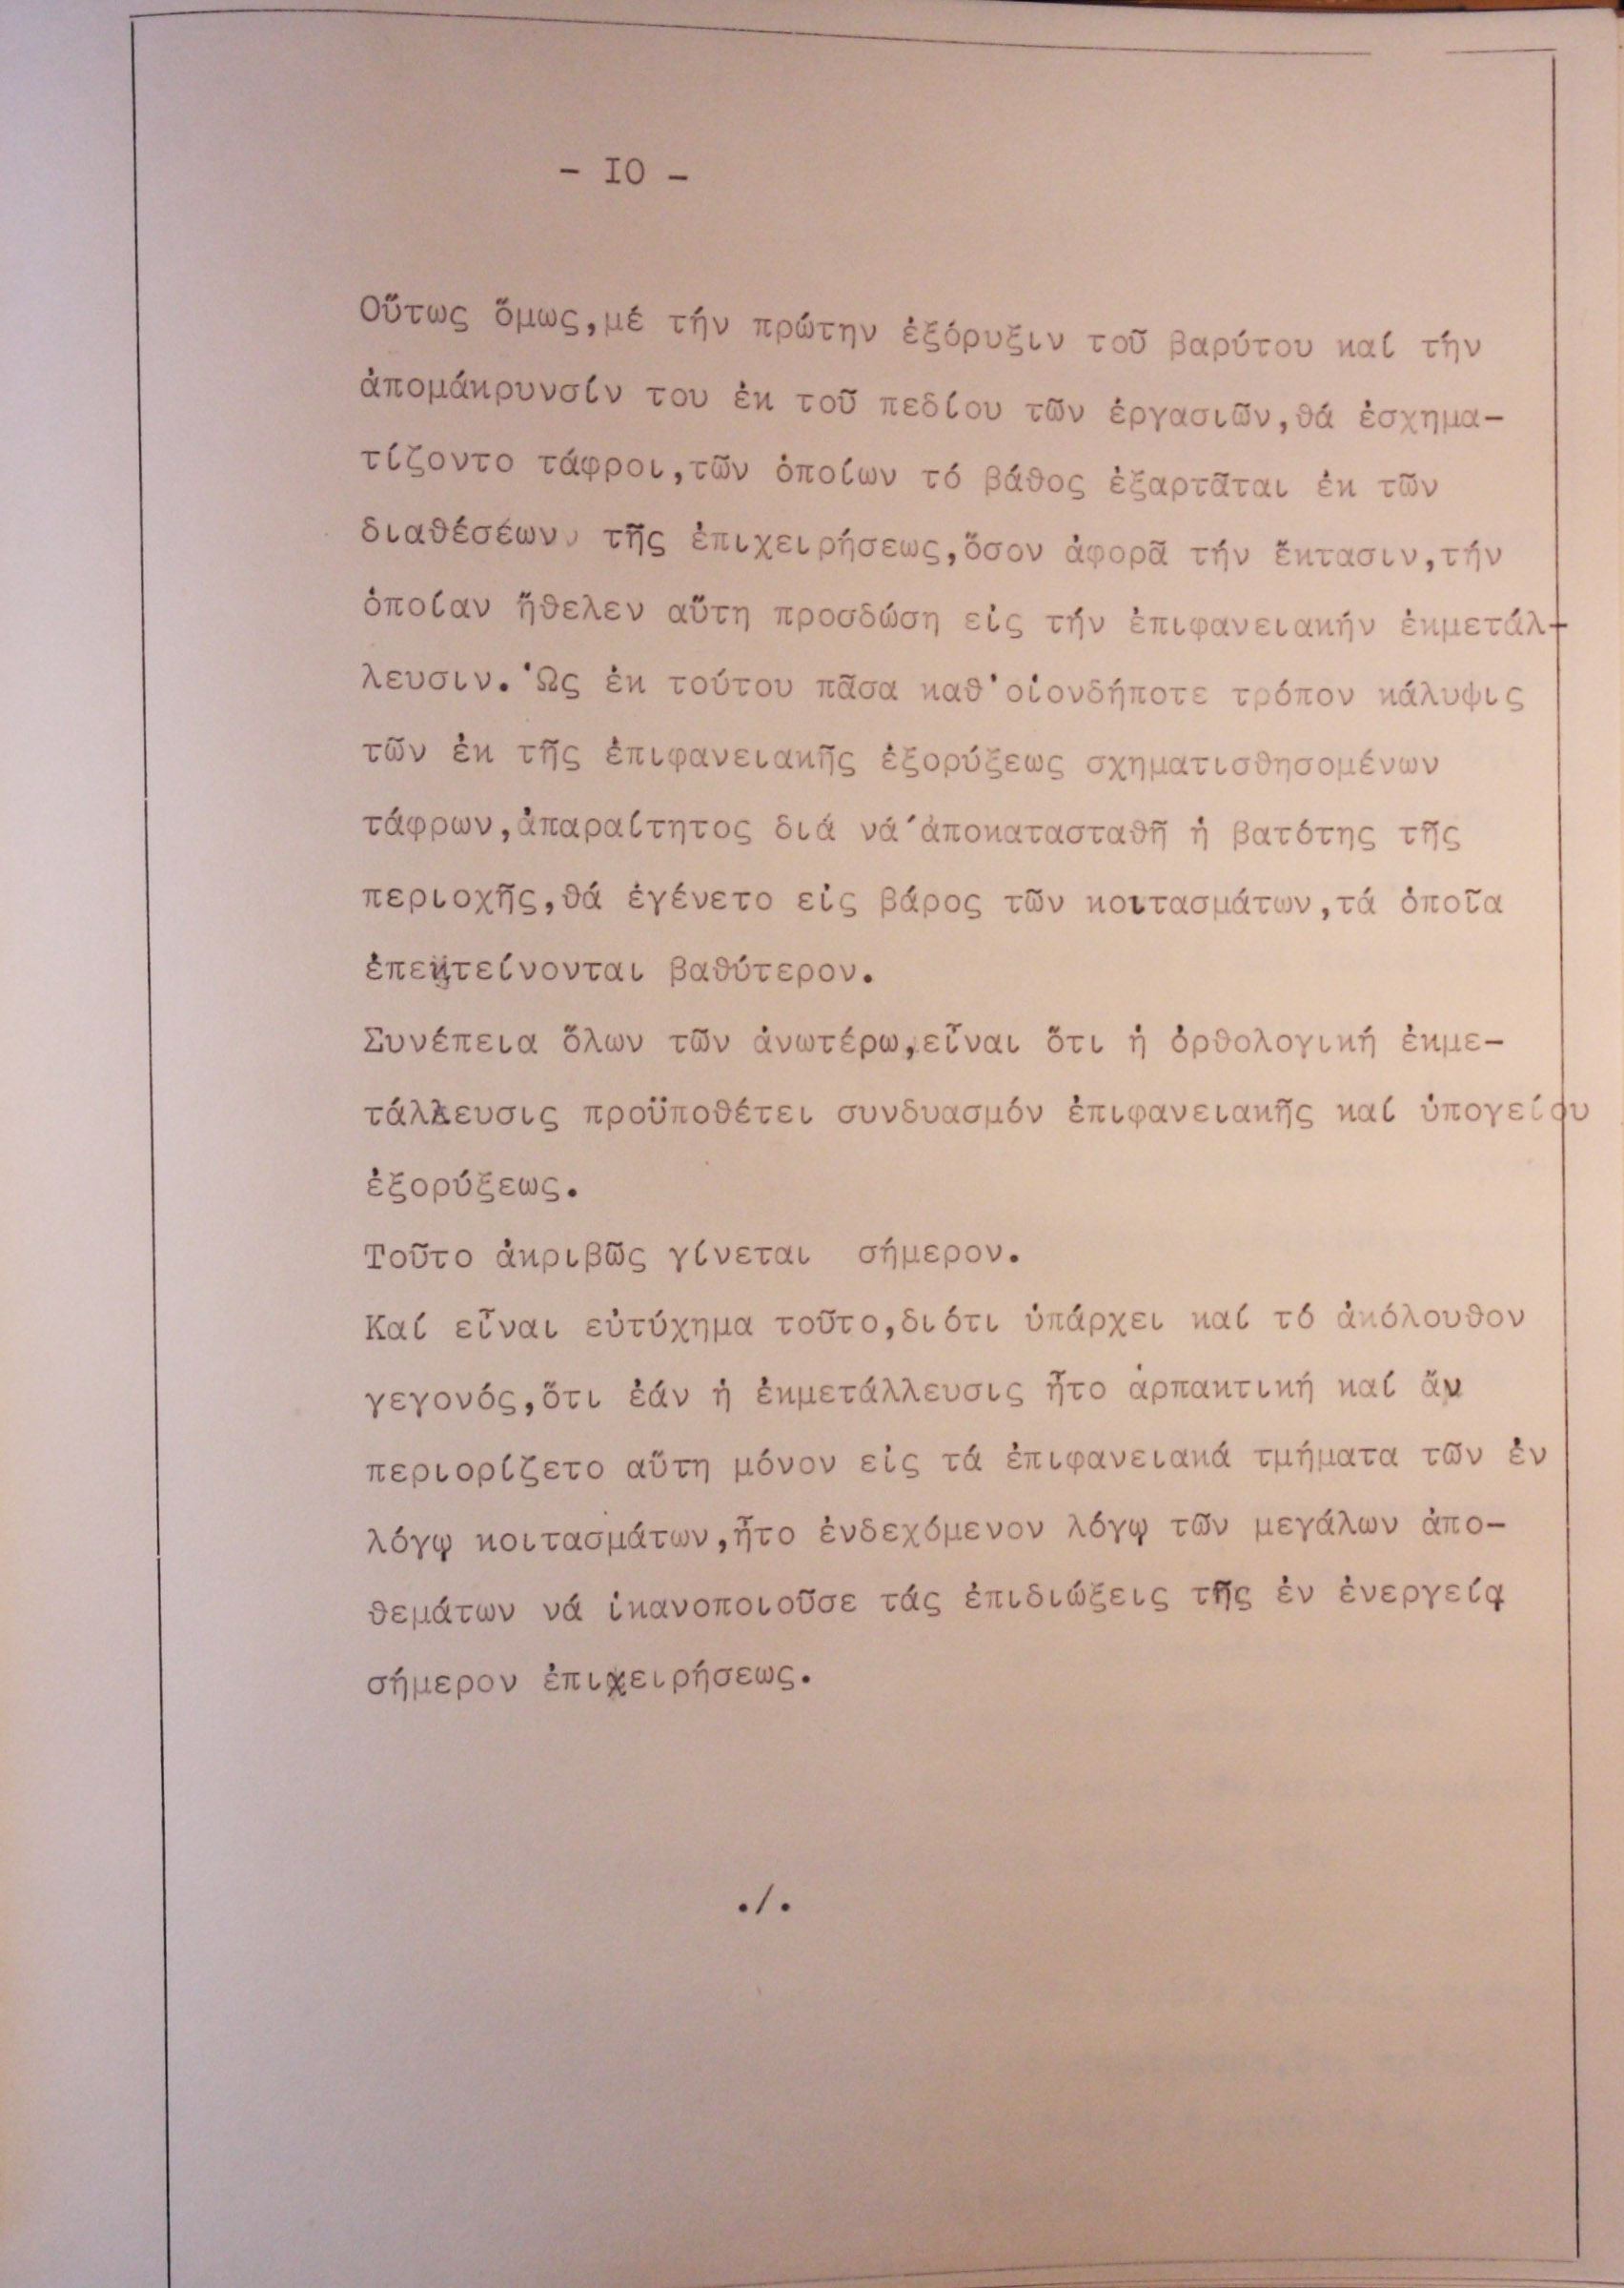 - IO -
Οὕτως ὅμως,μέ τήν πρώτην ἐξόρυξιν τοῦ βαρύτου καί τήν
ἀπομάκρυνσίν του ἐκ τοῦ πεδίου τῶν ἐργασιῶν,θά ἐσχημα-
τίζοντο τάφροι,τῶν ὁποίων τό βάθος ἐξαρτᾶται ἐκ τῶν
διαθέσέων τῆς ἐπιχειρήσεως,ὅσον ἀφορᾶ τήν ἔκτασιν,τήν
ὁποίαν ἤθελεν αὕτη προσδώση εἰς τήν ἐπιφανειακήν ἐκμετάλ-
λευσιν.Ὡς ἐκ τούτου πᾶσα καθ'οἱονδήποτε τρόπον κάλυψις
τῶν ἐκ τῆς ἐπιφανειακῆς ἐξορύξεως σχηματισθησομένων
τάφρων,ἀπαραίτητος διά νά ἀποκατασταθῆ ἡ βατότης τῆς
περιοχῆς,θά ἐγένετο εἰς βάρος τῶν κοιτασμάτων,τά ὁποῖα
ἐπεκτείνονται βαθύτερον.
Συνέπεια ὅλων τῶν ἀνωτέρω,εἶναι ὅτι ἡ ὀρθολογική ἐκμε-
τάλλευσις προϋποθέτει συνδυασμόν ἐπιφανειακῆς καί ὑπογείου
ἐξορύξεως.
Τοῦτο ἀκριβῶς γίνεται σήμερον.
Καί εἶναι εὐτύχημα τοῦτο,διότι ὑπάρχει καί τό ἀκόλουθον
γεγονός,ὅτι ἐάν ἡ ἐκμετάλλευσις ἦτο ἁρπακτική καί ἄν
περιορίζετο αὕτη μόνον εἰς τά ἐπιφανειακά τμήματα τῶν ἐν
λόγῳ κοιτασμάτων,ἦτο ἐνδεχόμενον λόγῳ τῶν μεγάλων ἀπο-
θεμάτων νά ἱκανοποιοῦσε τάς ἐπιδιώξεις τῆς ἐν ἐνεργείᾳ
σήμερον ἐπιχειρήσεως.
./.